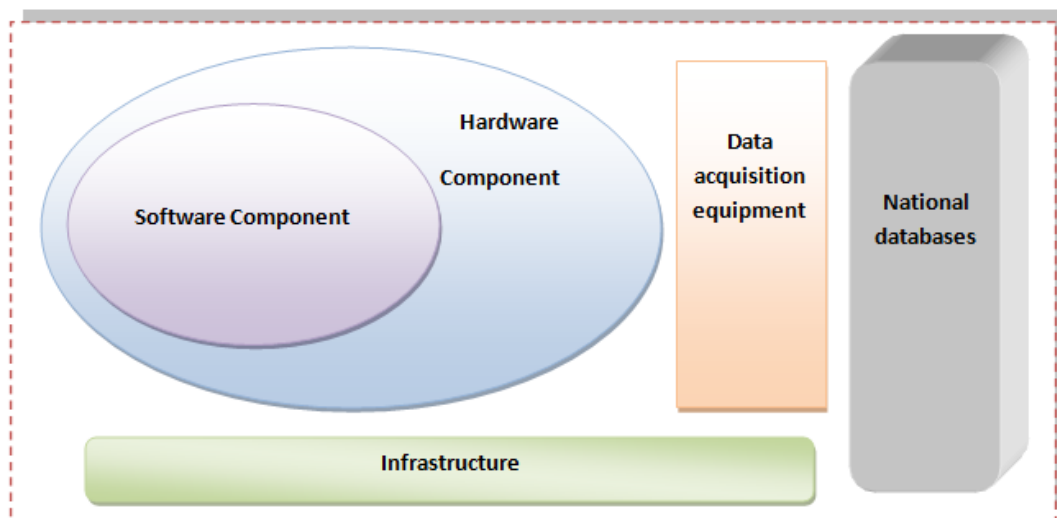 Hardware
Component
Software Component
Data
acquisition
equipment
National
databases
Infrastructure